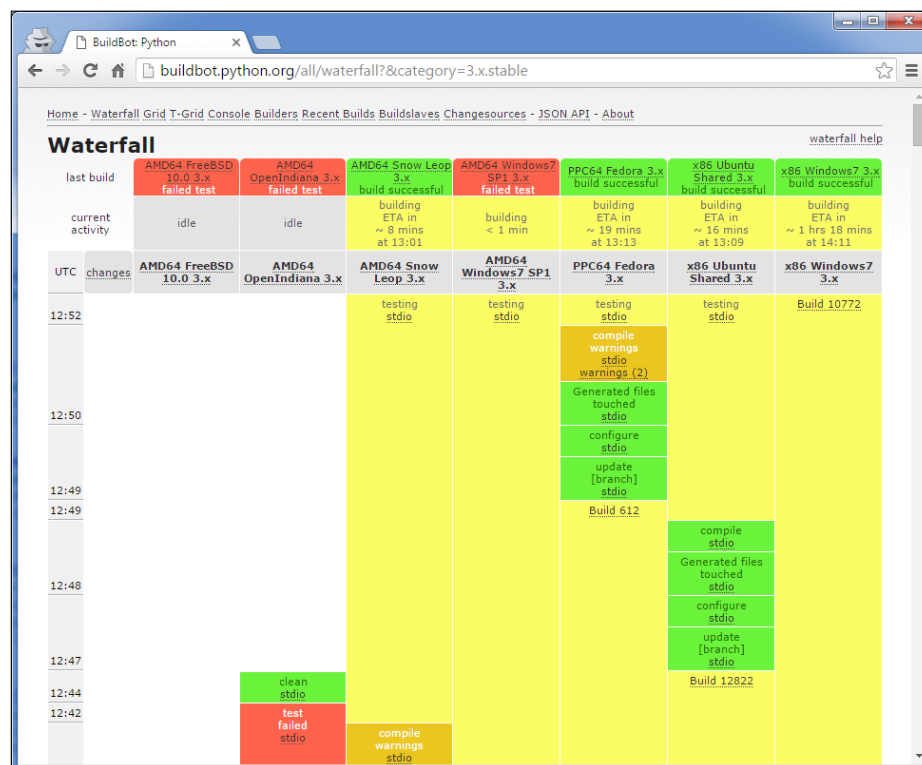 BuildBot: Python
buildbot.python.org/all/waterfall?&category=3.x.stable
Home - Waterfall Grid T-Grid Console Builders Recent Builds Buildslaves Changesources - JSON API - About
Waterfall
waterfall help
last build
AMD64 FreeBSD
10.0 3.x
failed test
AMD64
OpenIndiana 3.x
failed test
AMD64 Snow Leop
3.x
build successful
AMD64 Windows7
SP1 3.x
failed test
PPC64 Fedora 3.x
build successful
x86 Ubuntu
Shared 3.x
build successful
x86 Windows7 3.x
build successful
current
activity
idle
idle
building
ETA in
~ 8 mins
at 13:01
building
< 1 min
building
ETA in
~ 19 mins
at 13:13
building
ETA in
~ 16 mins
at 13:09
building
ETA in
~ 1 hrs 18 mins
at 14:11
UTC
changes
AMD64 FreeBSD
10.0 3.x
AMD64
OpenIndiana 3.x
AMD64 Snow
Leop 3.x
AMD64
Windows7 SP1
3.x
PPC64 Fedora
3.x
x86 Ubuntu
Shared 3.x
x86 Windows7
3.x
12:52
testing
stdio
testing
stdio
testing
stdio
testing
stdio
Build 10772
compile
warnings
stdio
warnings (2)
12:50
Generated files
touched
stdio
configure
stdio
12:49
update
[branch]
stdio
12:49
Build 612
compile
stdio
12:48
Generated files
touched
stdio
configure
stdio
12:47
update
[branch]
stdio
12:44
clean
stdio
Build 12822
12:42
test
failed
stdio
compile
warnings
stdio